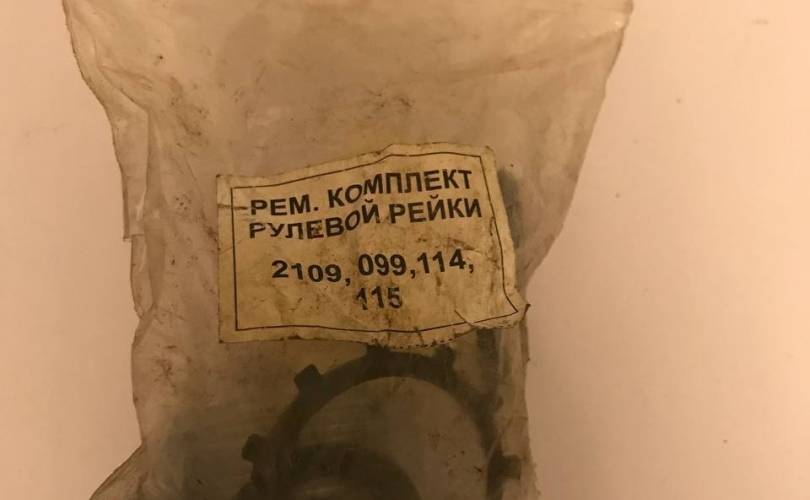 РЕМ. КОМПЛЕКТ
РУЛЕВОЙ РЕЙКИ
2109, 099, 114,
115